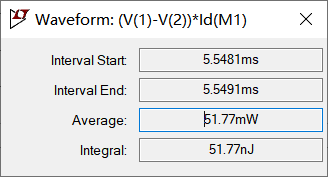 Waveform: (V(1)-V(2))*Id(M1)
Interval Start: 5.5481ms
Interval End: 5.5491ms
Average: 51.77mW
Integral: 51.77nJ